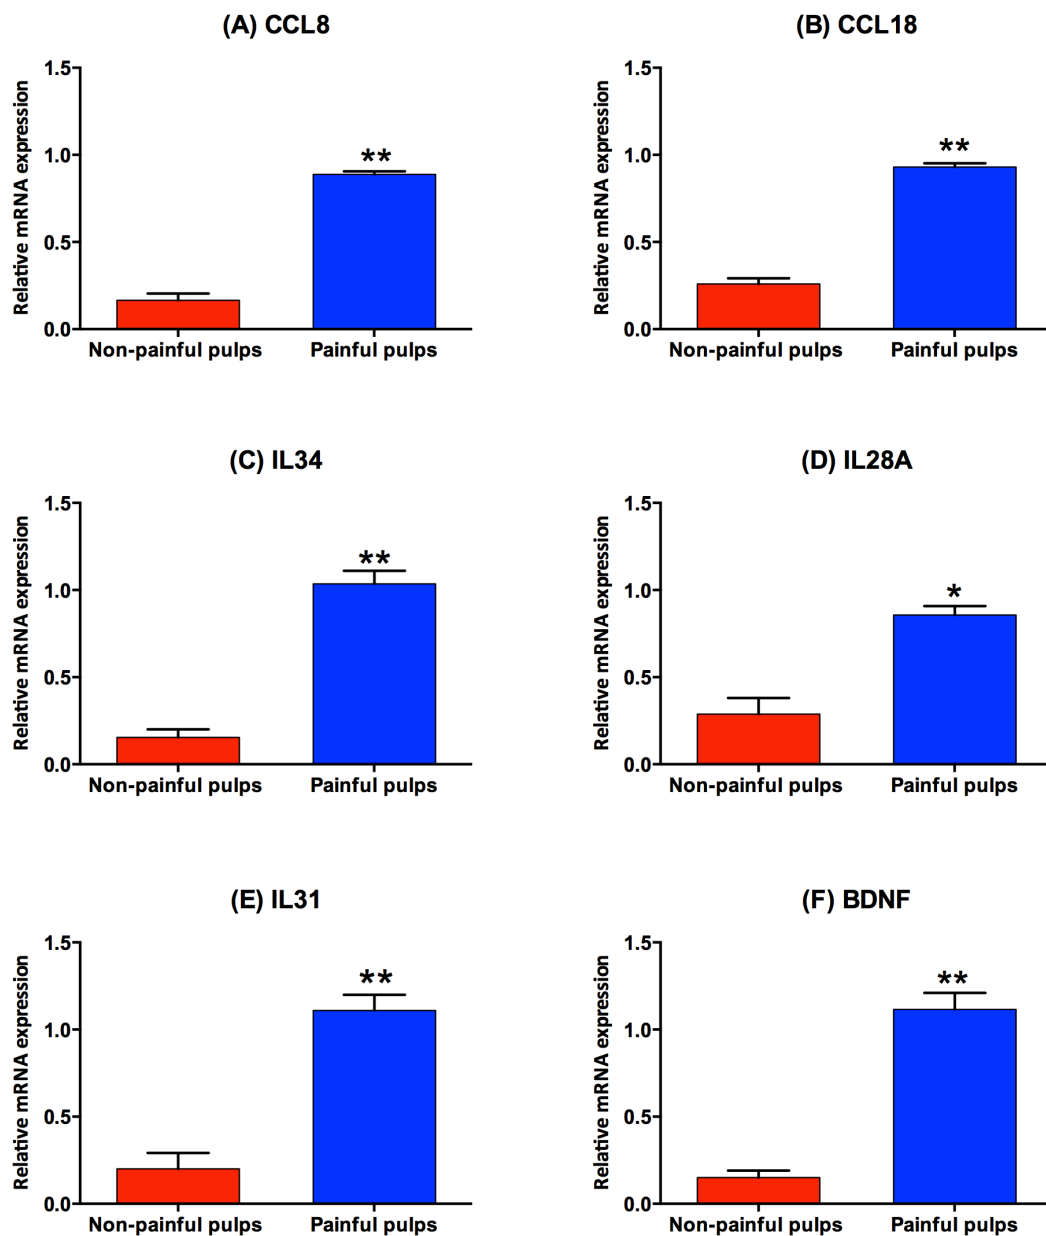 (A) CCL8
Relative mRNA expression
1.5
1.0
0.5
0.0
**
Non-painful pulps
Painful pulps
(B) CCL18
Relative mRNA expression
1.5
1.0
0.5
0.0
**
Non-painful pulps
Painful pulps
(C) IL34
Relative mRNA expression
1.5
1.0
0.5
0.0
**
Non-painful pulps
Painful pulps
(D) IL28A
Relative mRNA expression
1.5
1.0
0.5
0.0
*
Non-painful pulps
Painful pulps
(E) IL31
Relative mRNA expression
1.5
1.0
0.5
0.0
**
Non-painful pulps
Painful pulps
(F) BDNF
Relative mRNA expression
1.5
1.0
0.5
0.0
**
Non-painful pulps
Painful pulps